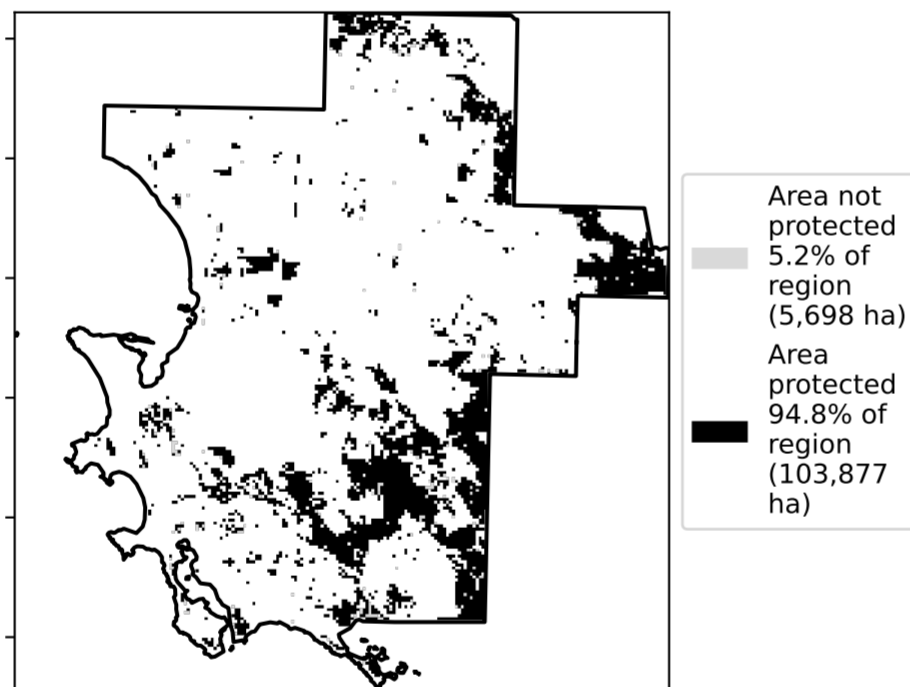 Area not
protected
5.2% of
region
(5,698 ha)
Area
protected
94.8% of
region
(103,877
ha)